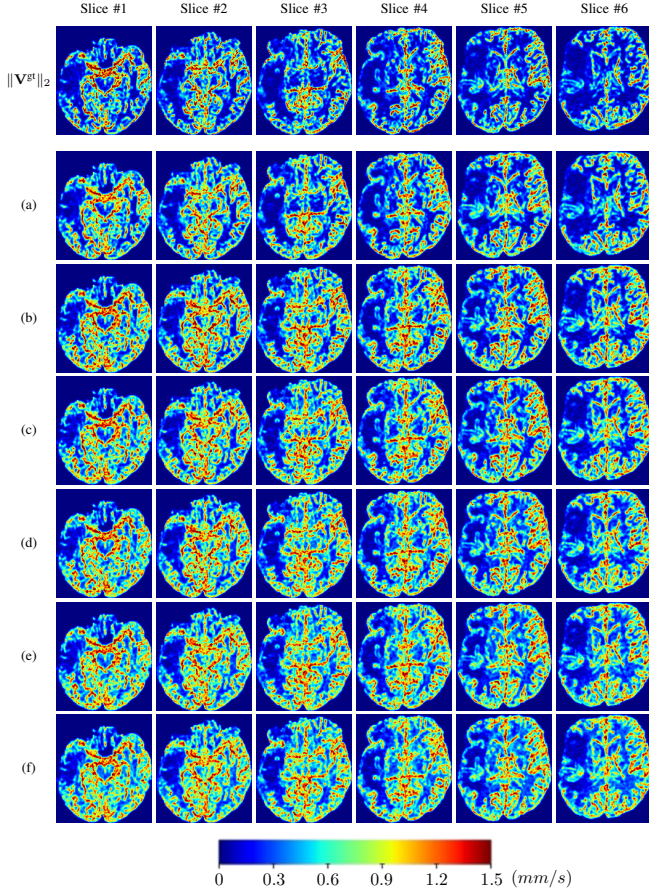 Slice #1 Slice #2 Slice #3 Slice #4 Slice #5 Slice #6
‖V^gt‖₂
(a)
(b)
(c)
(d)
(e)
(f)
0 0.3 0.6 0.9 1.2 1.5 (mm/s)